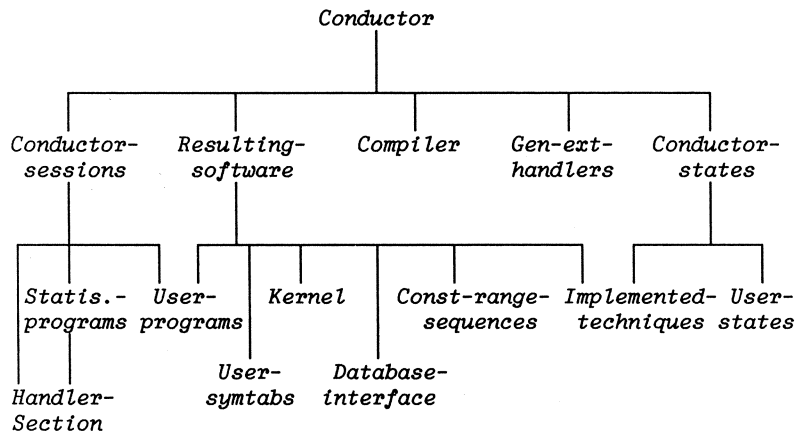 Conductor
Conductor- Resulting- Compiler Gen-ext- Conductor-
sessions software handlers states
Statis.- User- Kernel Const-range- Implemented- User-
programs programs sequences techniques states
User- Database-
symtabs interface
Handler-
Section